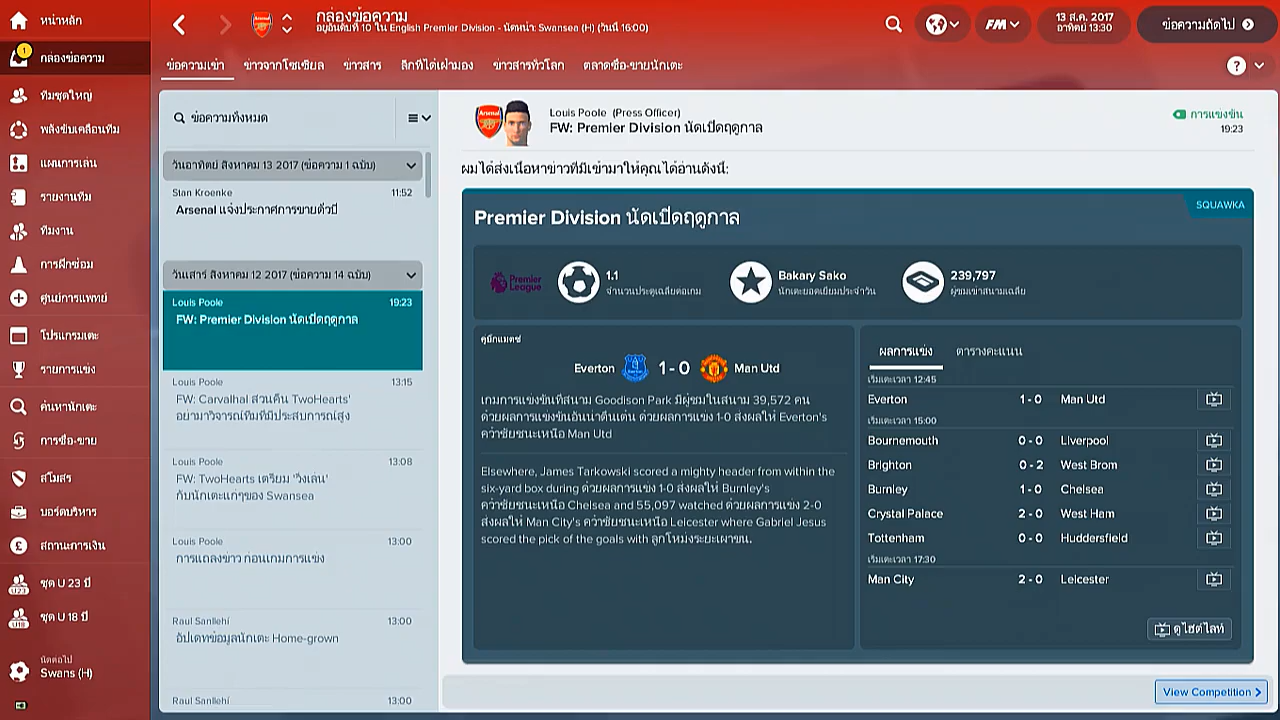 หน้าหลัก
1
กล่องข้อความ
ทีมชุดใหญ่
พลังขับเคลื่อนทีม
แผนการเล่น
รายงานทีม
ทีมงาน
การฝึกซ้อม
ศูนย์การแพทย์
โปรแกรมเตะ
รายการแข่ง
ค้นหานักเตะ
การซื้อ-ขาย
สโมสร
บอร์ดบริหาร
สถานะการเงิน
ชุด U 23 ปี
ชุด U 18 ปี
นัดต่อไป
Swans (H)
กล่องข้อความ
อยู่อันดับที่ 10 ใน English Premier Division - นัดหน้า: Swansea (H) (วันนี้ 16:00)
FM
13 ส.ค. 2017
อาทิตย์ 13:30
ข้อความถัดไป
ข้อความเข้า
ข่าวจากโซเชียล
ข่าวสาร
ลีกที่ได้เฝ้ามอง
ข่าวสารทั่วโลก
ตลาดซื้อ-ขายนักเตะ
?
ข้อความทั้งหมด
วันอาทิตย์ สิงหาคม 13 2017 (ข้อความ 1 ฉบับ)
Stan Kroenke 11:52
Arsenal แจ้งประกาศการขายตั๋วปี
วันเสาร์ สิงหาคม 12 2017 (ข้อความ 14 ฉบับ)
Louis Poole 19:23
FW: Premier Division นัดเปิดฤดูกาล
Louis Poole 13:15
FW: Carvalhal สวนคืน TwoHearts'
อย่ามาวิจารณ์ทีมที่มีประสบการณ์สูง
Louis Poole 13:08
FW: TwoHearts เตรียม 'วิ่งเล่น'
กับนักเตะแก่ๆของ Swansea
Louis Poole 13:00
การแถลงข่าว ก่อนเกมการแข่ง
Raul Sanllehí 13:00
อัปเดทข้อมูลนักเตะ Home-grown
Raul Sanllehí 13:00
Louis Poole (Press Officer)
FW: Premier Division นัดเปิดฤดูกาล
การแข่งขัน
19:23
ผมได้ส่งเนื้อหาข่าวที่มีเข้ามาให้คุณได้อ่านดังนี้:
Premier Division นัดเปิดฤดูกาล
SQUAWKA
Premier League
1.1
จำนวนประตูเฉลี่ยต่อเกม
Bakary Sako
นักเตะยอดเยี่ยมประจำวัน
239,797
ผู้ชมเข้าสนามเฉลี่ย
คู่บิ๊กแมตช์
Everton 1 - 0 Man Utd
เกมการแข่งขันที่สนาม Goodison Park มีผู้ชมในสนาม 39,572 คน
ด้วยผลการแข่งขันอันน่าตื่นเต้น ด้วยผลการแข่ง 1-0 ส่งผลให้ Everton's
คว้าชัยชนะเหนือ Man Utd
Elsewhere, James Tarkowski scored a mighty header from within the
six-yard box during ด้วยผลการแข่ง 1-0 ส่งผลให้ Burnley's
คว้าชัยชนะเหนือ Chelsea and 55,097 watched ด้วยผลการแข่ง 2-0
ส่งผลให้ Man City's คว้าชัยชนะเหนือ Leicester where Gabriel Jesus
scored the pick of the goals with ลูกโหม่งระยะเผาขน.
ผลการแข่ง
ตารางคะแนน
เริ่มเตะเวลา 12:45
Everton 1 - 0 Man Utd
เริ่มเตะเวลา 15:00
Bournemouth 0 - 0 Liverpool
Brighton 0 - 2 West Brom
Burnley 1 - 0 Chelsea
Crystal Palace 2 - 0 West Ham
Tottenham 0 - 0 Huddersfield
เริ่มเตะเวลา 17:30
Man City 2 - 0 Leicester
ดูไฮต์ไลท์
View Competition